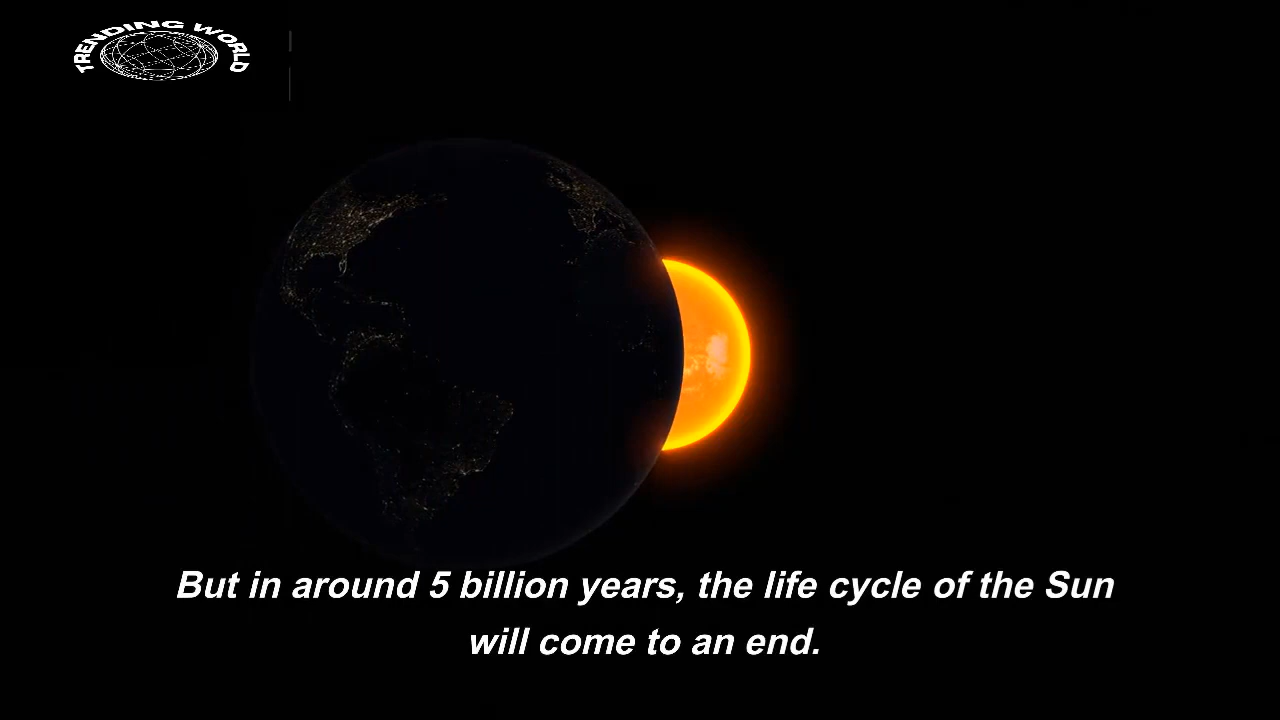 TRENDING WORLD
But in around 5 billion years, the life cycle of the Sun
will come to an end.